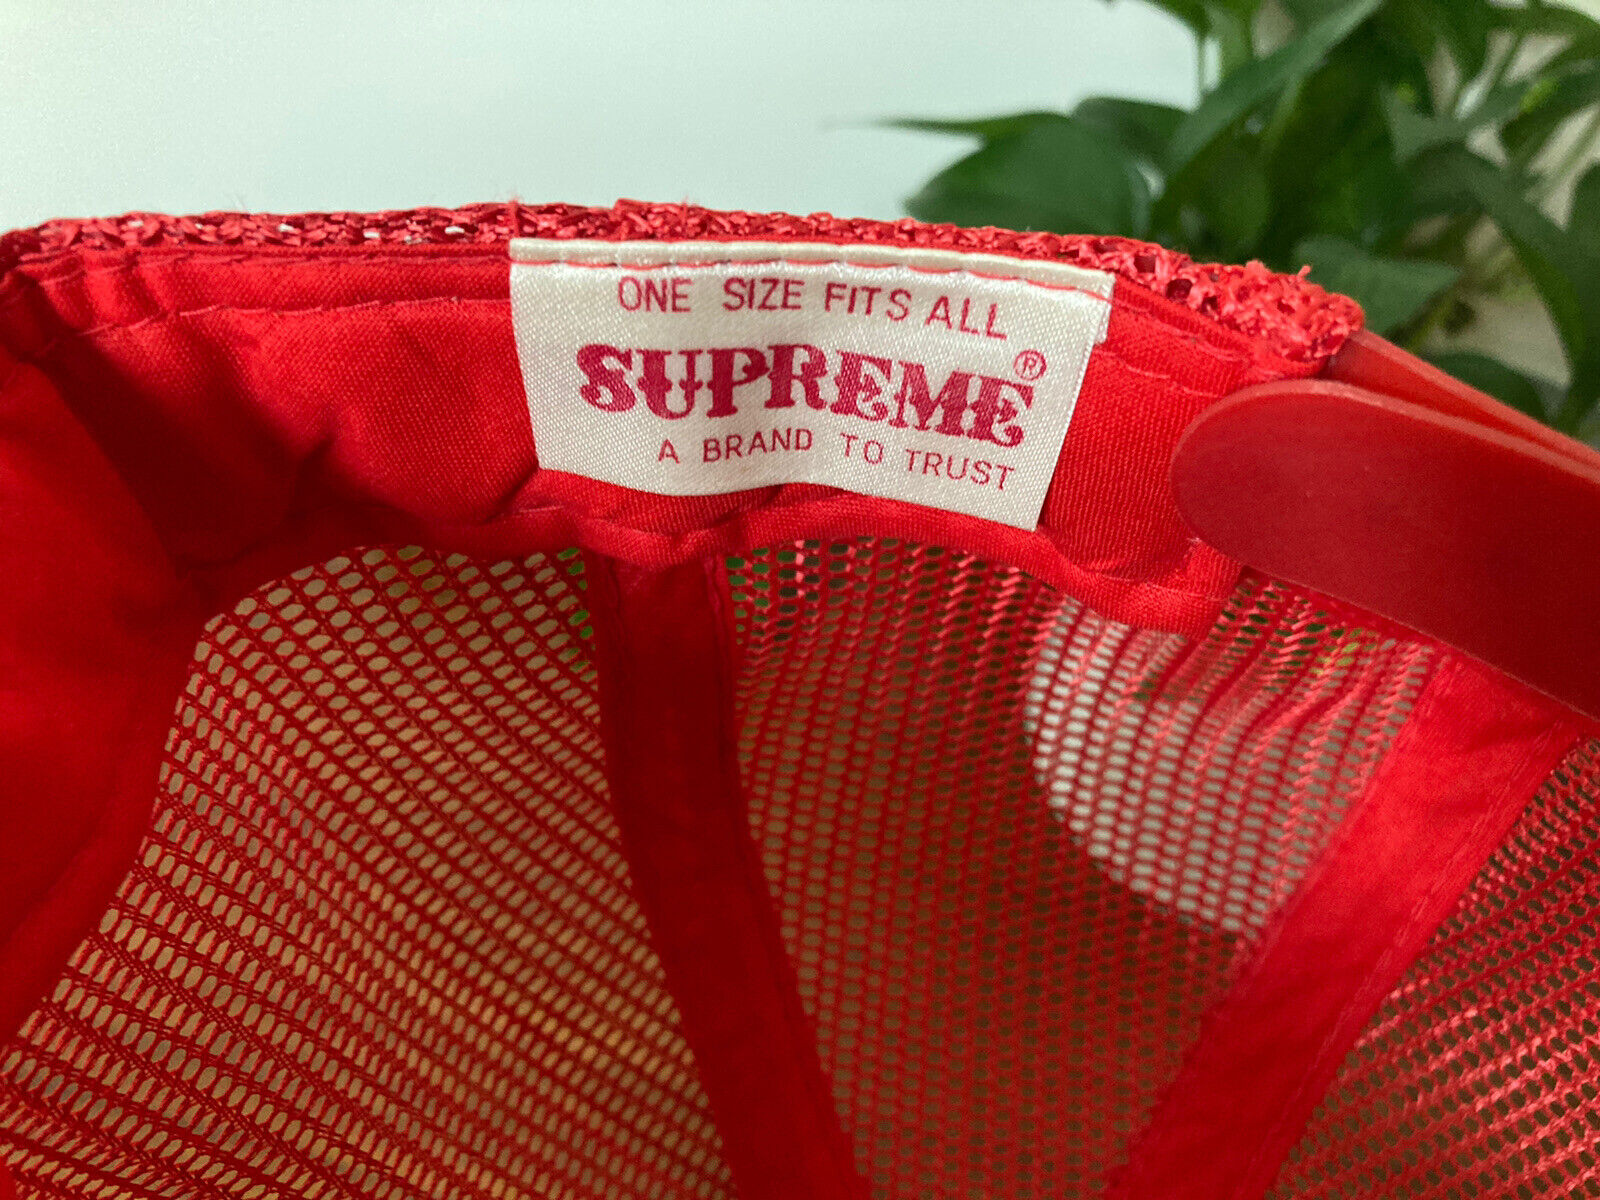 ONE SIZE FITS ALL
SUPREME®
A BRAND TO TRUST